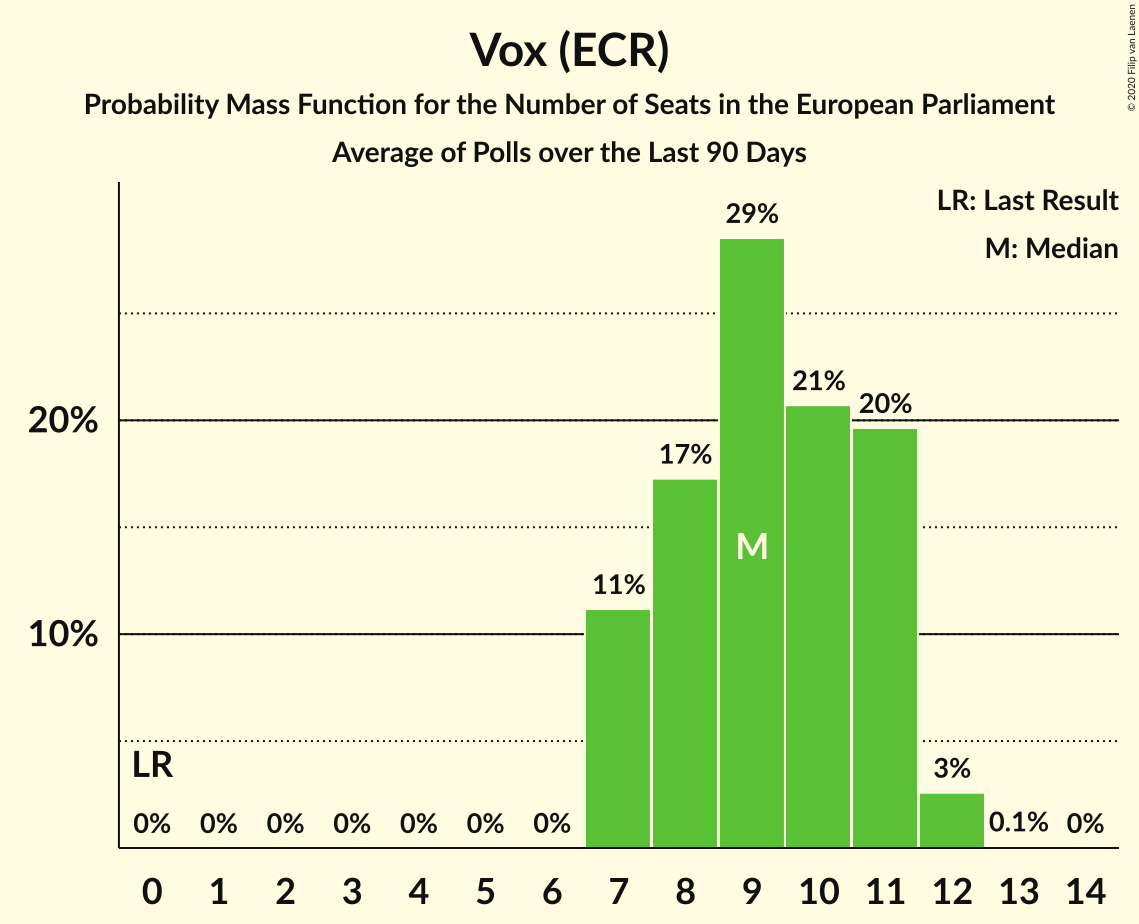 Vox (ECR)
Probability Mass Function for the Number of Seats in the European Parliament
Average of Polls over the Last 90 Days
© 2020 Filip van Laenen
LR: Last Result
M: Median
29%
21%
20%
20%
17%
M
11%
10%
LR
3%
0% 0% 0% 0% 0% 0% 0% 0.1% 0%
0 1 2 3 4 5 6 7 8 9 10 11 12 13 14